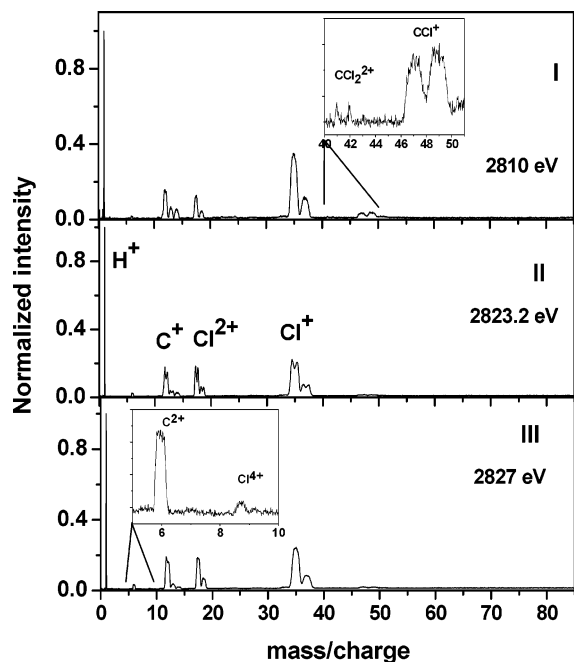 Normalized intensity
0.8
0.4
0.0
CCl₂²⁺
CCl⁺
40 42 44 46 48 50
I
2810 eV
0.8
0.4
0.0
H⁺
C⁺
Cl²⁺
Cl⁺
II
2823.2 eV
0.8
0.4
0.0
C²⁺
Cl⁴⁺
6 8 10
III
2827 eV
0 10 20 30 40 50 60 70 80
mass/charge